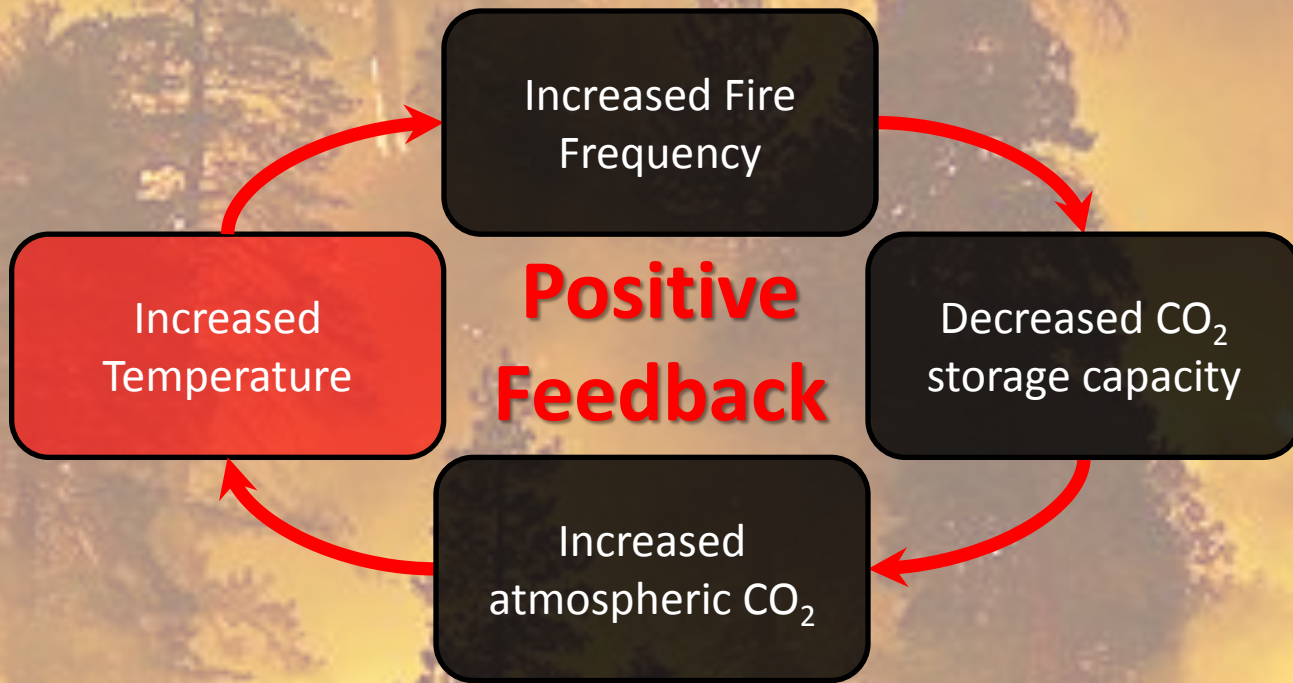 Increased Fire
Frequency
Positive
Feedback
Increased
Temperature
Decreased CO₂
storage capacity
Increased
atmospheric CO₂